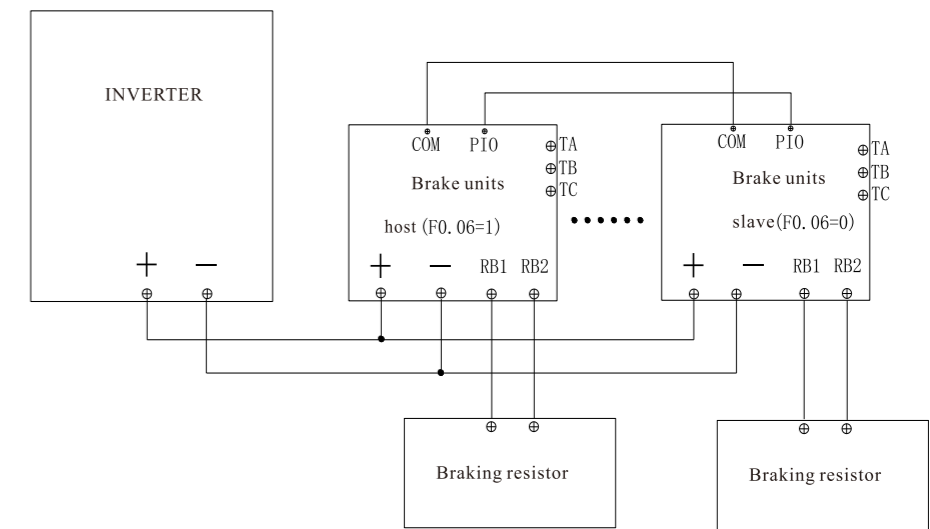 INVERTER
+ −
COM PIO
TA
TB
TC
Brake units
host (F0.06=1)
+ − RB1 RB2
......
COM PIO
TA
TB
TC
Brake units
slave(F0.06=0)
+ − RB1 RB2
Braking resistor
Braking resistor